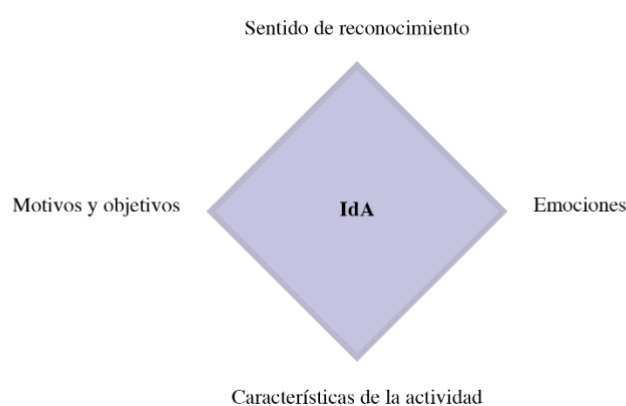 Sentido de reconocimiento
Motivos y objetivos
IdA
Emociones
Características de la actividad